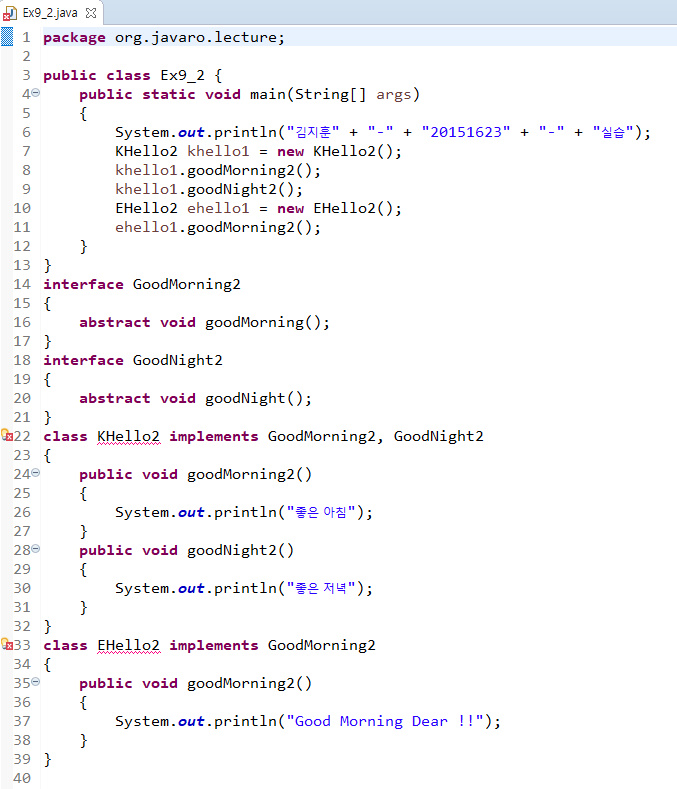 Ex9_2.java
1 package org.javaro.lecture;
2
3 public class Ex9_2 {
4     public static void main(String[] args)
5     {
6         System.out.println("김지훈" + "-" + "20151623" + "-" + "실습");
7         KHello2 khello1 = new KHello2();
8         khello1.goodMorning2();
9         khello1.goodNight2();
10         EHello2 ehello1 = new EHello2();
11         ehello1.goodMorning2();
12     }
13 }
14 interface GoodMorning2
15 {
16     abstract void goodMorning();
17 }
18 interface GoodNight2
19 {
20     abstract void goodNight();
21 }
22 class KHello2 implements GoodMorning2, GoodNight2
23 {
24     public void goodMorning2()
25     {
26         System.out.println("좋은 아침");
27     }
28     public void goodNight2()
29     {
30         System.out.println("좋은 저녁");
31     }
32 }
33 class EHello2 implements GoodMorning2
34 {
35     public void goodMorning2()
36     {
37         System.out.println("Good Morning Dear !!");
38     }
39 }
40